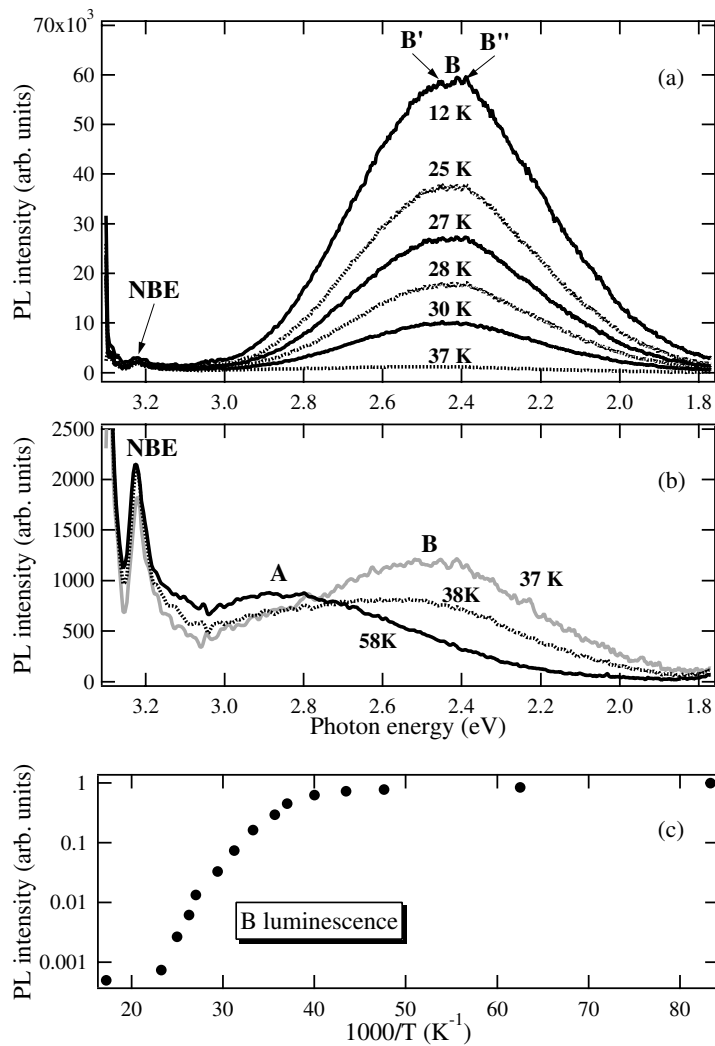 70x10³
60
50
40
30
20
10
0
PL intensity (arb. units)
B'
B
B''
(a)
12 K
25 K
27 K
28 K
30 K
37 K
NBE
3.2
3.0
2.8
2.6
2.4
2.2
2.0
1.8
2500
2000
1500
1000
500
0
PL intensity (arb. units)
NBE
(b)
A
B
37 K
38K
58K
3.2
3.0
2.8
2.6
2.4
2.2
2.0
1.8
Photon energy (eV)
1
0.1
0.01
0.001
PL intensity (arb. units)
(c)
B luminescence
20
30
40
50
60
70
80
1000/T (K⁻¹)